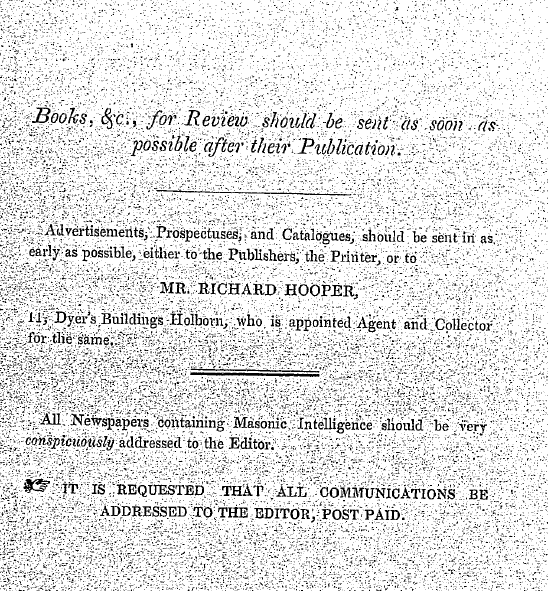 Books, &c., for Review should be sent as soon as
possible after their Publication.
Advertisements, Prospectuses, and Catalogues, should be sent in as
early as possible, either to the Publishers, the Printer, or to
MR. RICHARD HOOPER,
11, Dyer's Buildings Holborn, who is appointed Agent and Collector
for the same.
All Newspapers containing Masonic Intelligence should be very
conspicuously addressed to the Editor.
☞ IT IS REQUESTED THAT ALL COMMUNICATIONS BE
ADDRESSED TO THE EDITOR, POST PAID.